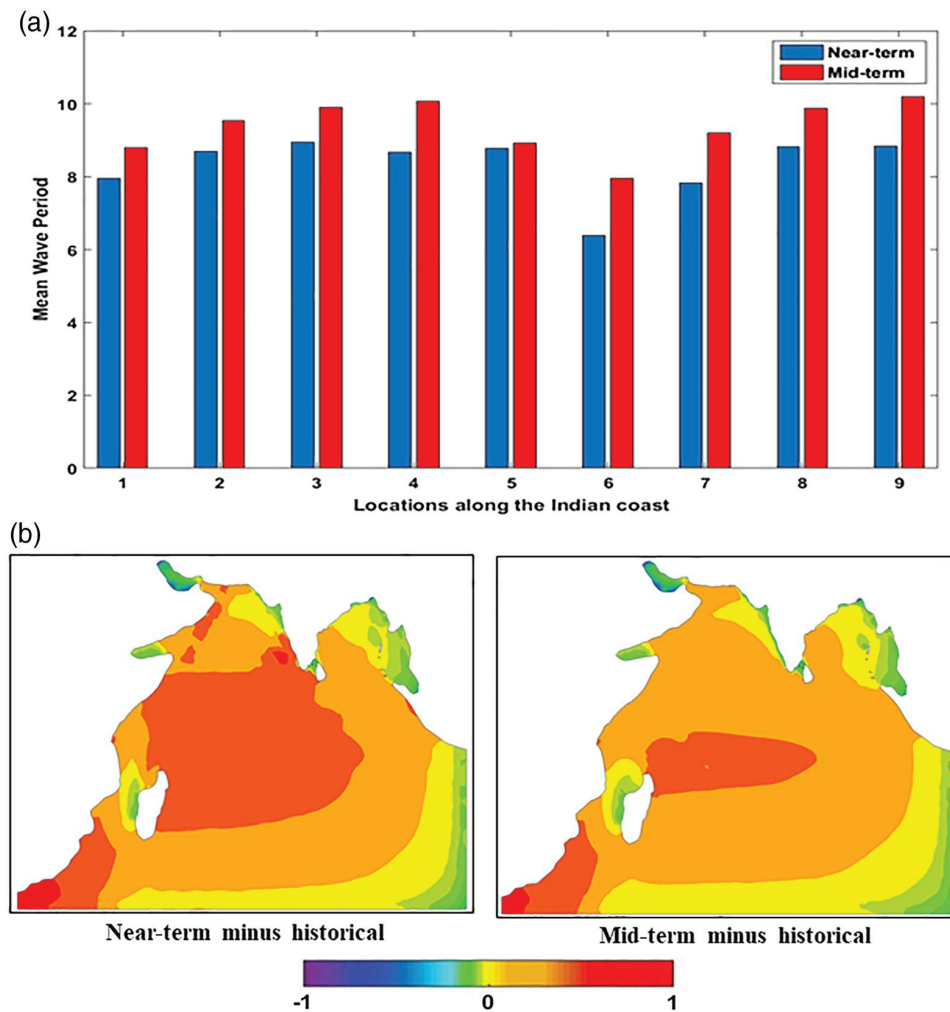 (a)
12
10
8
6
4
2
0
Mean Wave Period
Near-term
Mid-term
1 2 3 4 5 6 7 8 9
Locations along the Indian coast
(b)
Near-term minus historical
Mid-term minus historical
-1 0 1